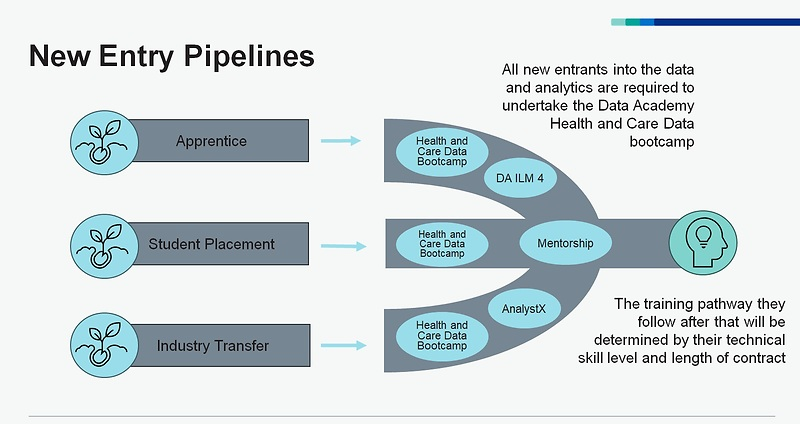 New Entry Pipelines
All new entrants into the data
and analytics are required to
undertake the Data Academy
Health and Care Data
bootcamp
Apprentice
Health and
Care Data
Bootcamp
DA ILM 4
Student Placement
Health and
Care Data
Bootcamp
Mentorship
Industry Transfer
Health and
Care Data
Bootcamp
AnalystX
The training pathway they
follow after that will be
determined by their technical
skill level and length of contract